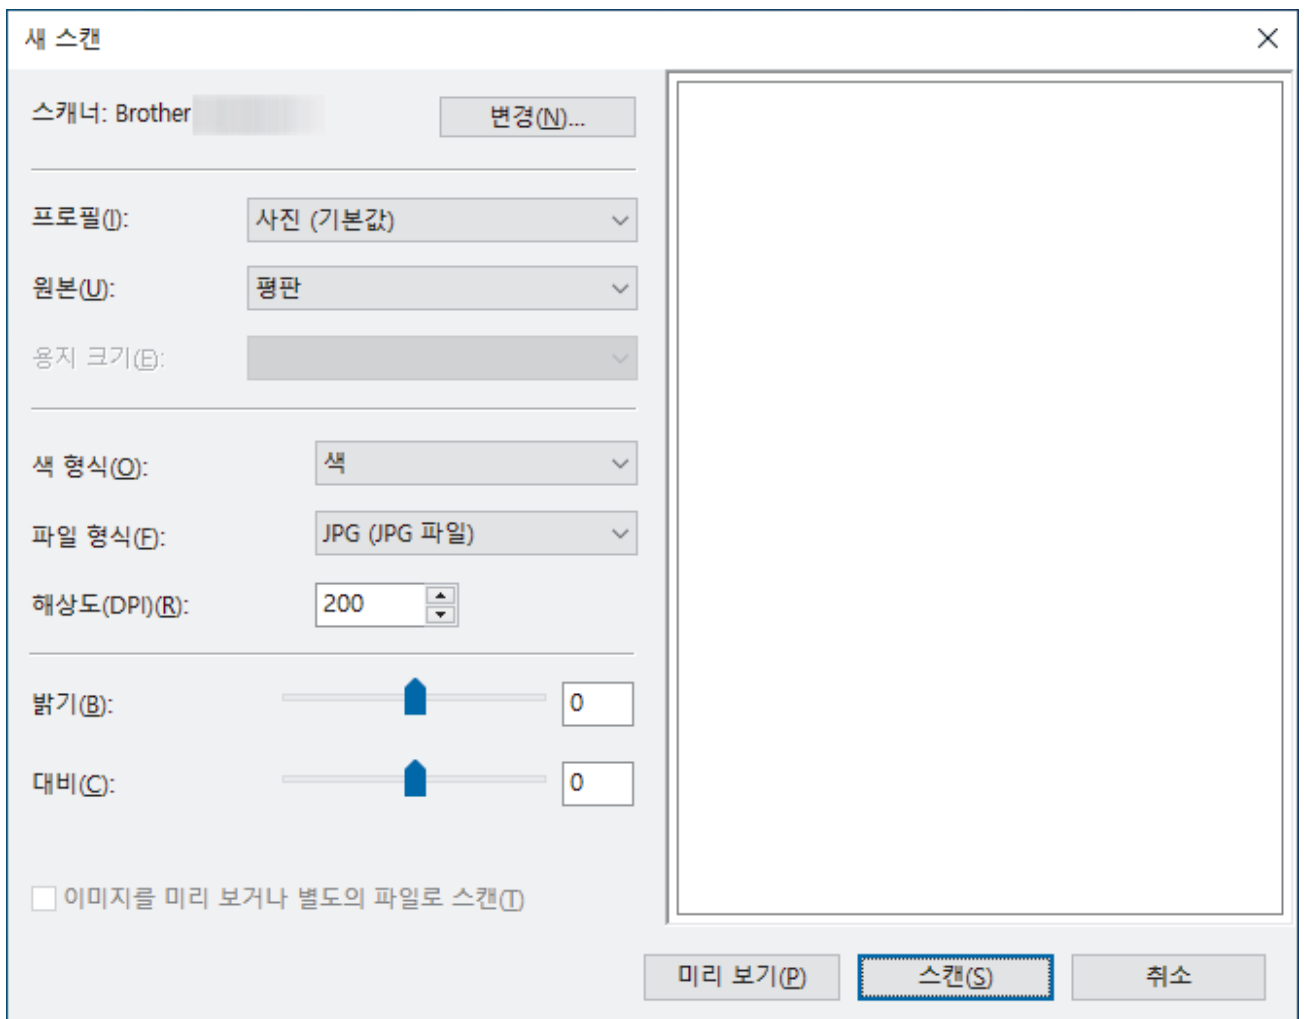 새 스캔
스캐너: Brother
변경(N)...
프로필(I):
사진 (기본값)
원본(U):
평판
용지 크기(E):
색 형식(O):
색
파일 형식(F):
JPG (JPG 파일)
해상도(DPI)(R):
200
밝기(B):
0
대비(C):
0
이미지를 미리 보거나 별도의 파일로 스캔(T)
미리 보기(P)
스캔(S)
취소